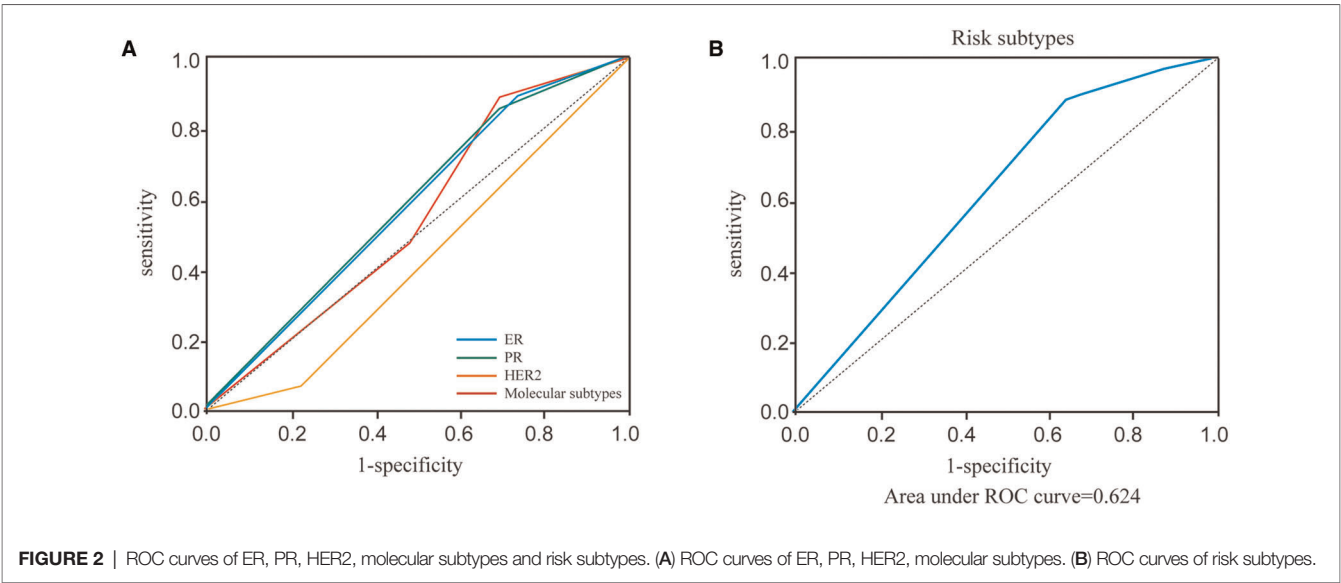 A
1.0
0.8
0.6
0.4
0.2
0.0
sensitivity
ER
PR
HER2
Molecular subtypes
0.0 0.2 0.4 0.6 0.8 1.0
1-specificity
B
Risk subtypes
1.0
0.8
0.6
0.4
0.2
0.0
sensitivity
0.0 0.2 0.4 0.6 0.8 1.0
1-specificity
Area under ROC curve=0.624
FIGURE 2 | ROC curves of ER, PR, HER2, molecular subtypes and risk subtypes. (A) ROC curves of ER, PR, HER2, molecular subtypes. (B) ROC curves of risk subtypes.